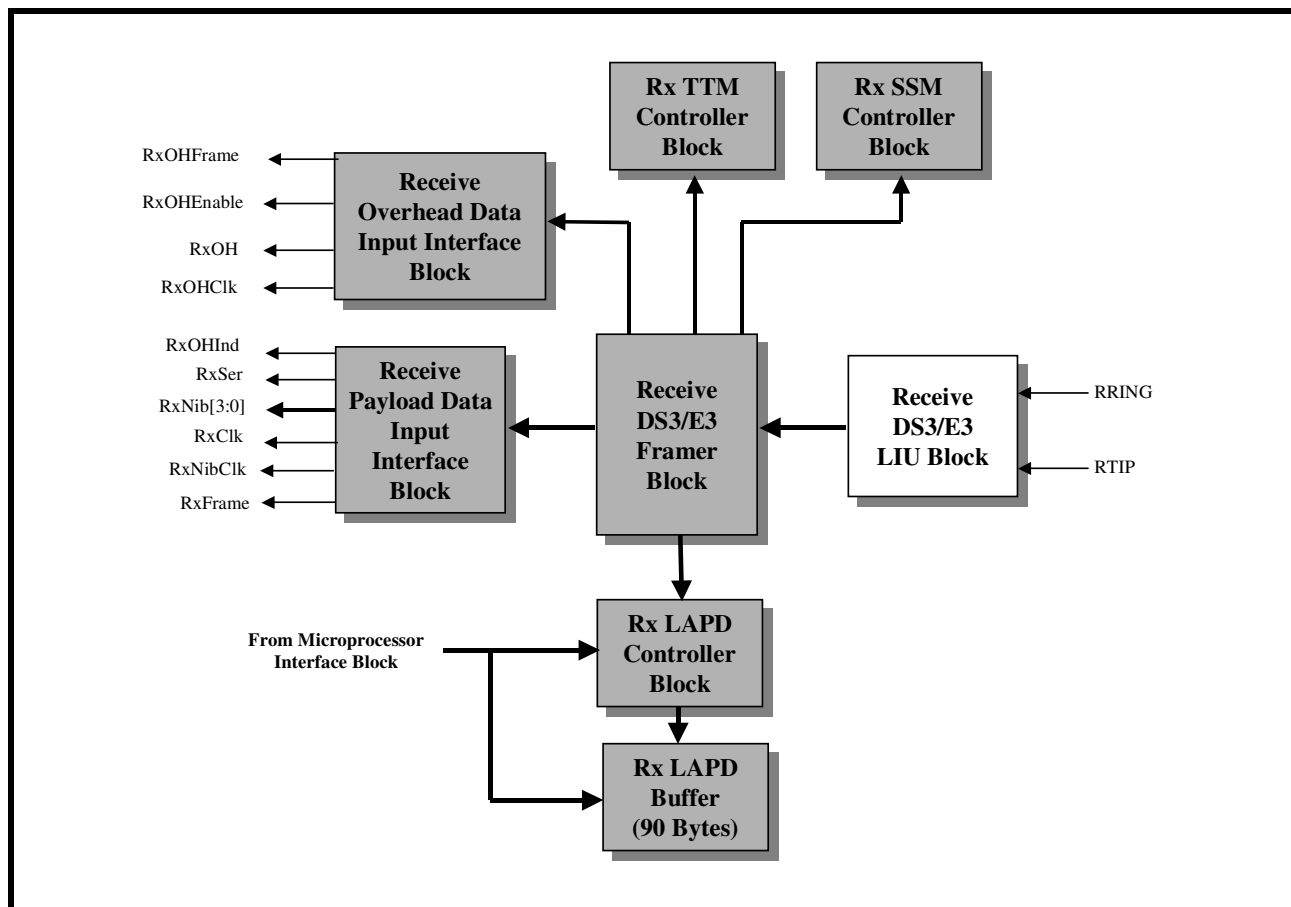 Rx TTM
Controller
Block
Rx SSM
Controller
Block
RxOHFrame
RxOHEnable
RxOH
RxOHClk
Receive
Overhead Data
Input Interface
Block
RxOHInd
RxSer
RxNib[3:0]
RxClk
RxNibClk
RxFrame
Receive
Payload Data
Input
Interface
Block
Receive
DS3/E3
Framer
Block
Receive
DS3/E3
LIU Block
RRING
RTIP
From Microprocessor
Interface Block
Rx LAPD
Controller
Block
Rx LAPD
Buffer
(90 Bytes)